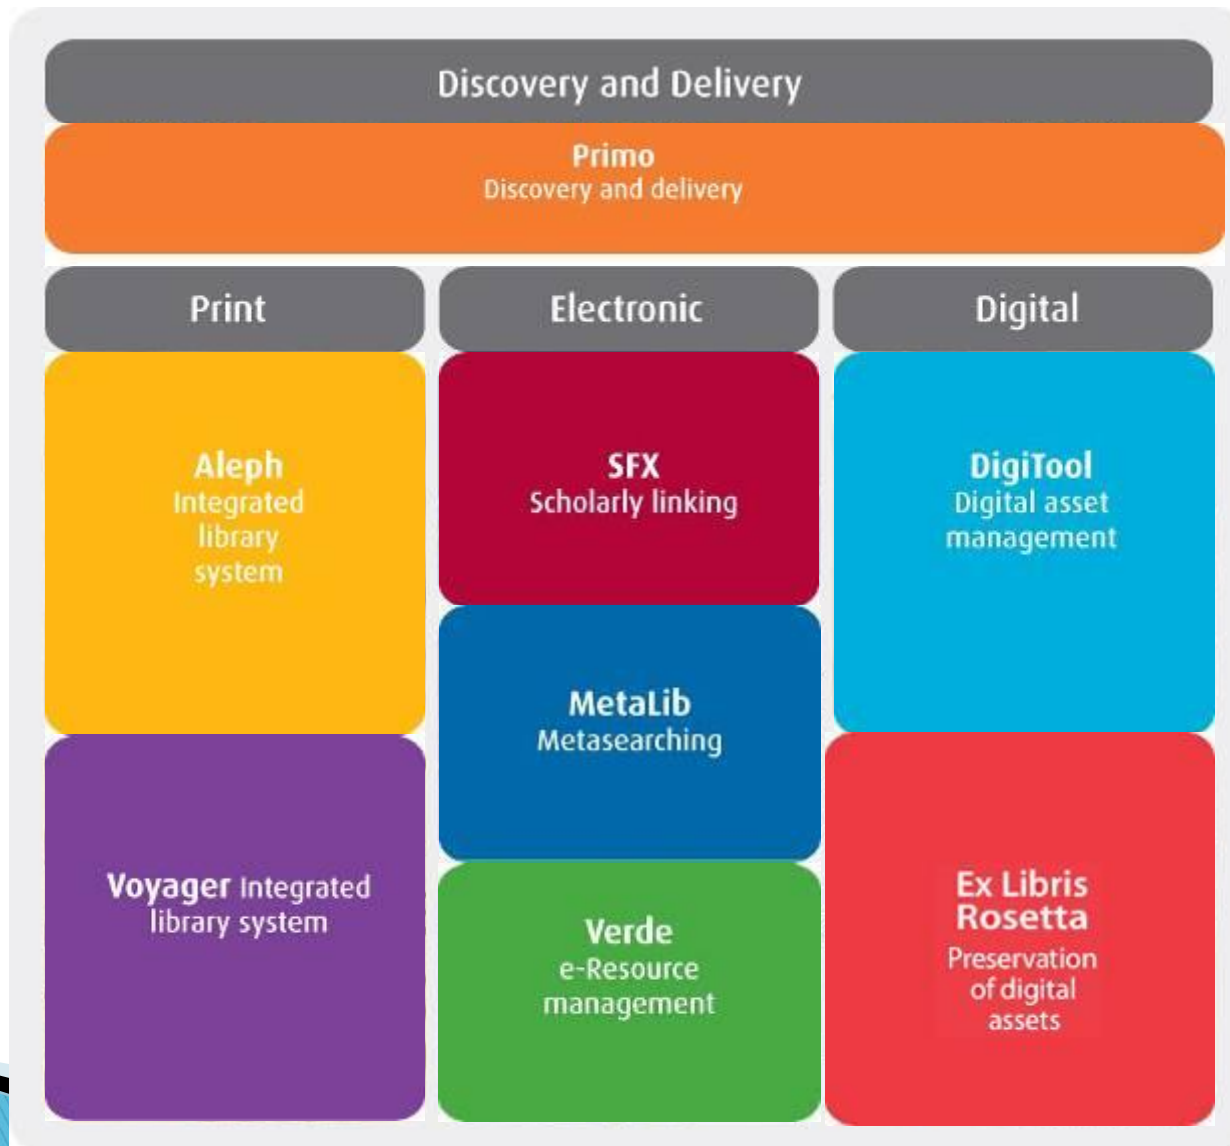 Discovery and Delivery
Primo
Discovery and delivery
Print
Aleph
Integrated
library
system
Voyager Integrated
library system
Electronic
SFX
Scholarly linking
MetaLib
Metasearching
Verde
e-Resource
management
Digital
DigiTool
Digital asset
management
Ex Libris
Rosetta
Preservation
of digital
assets